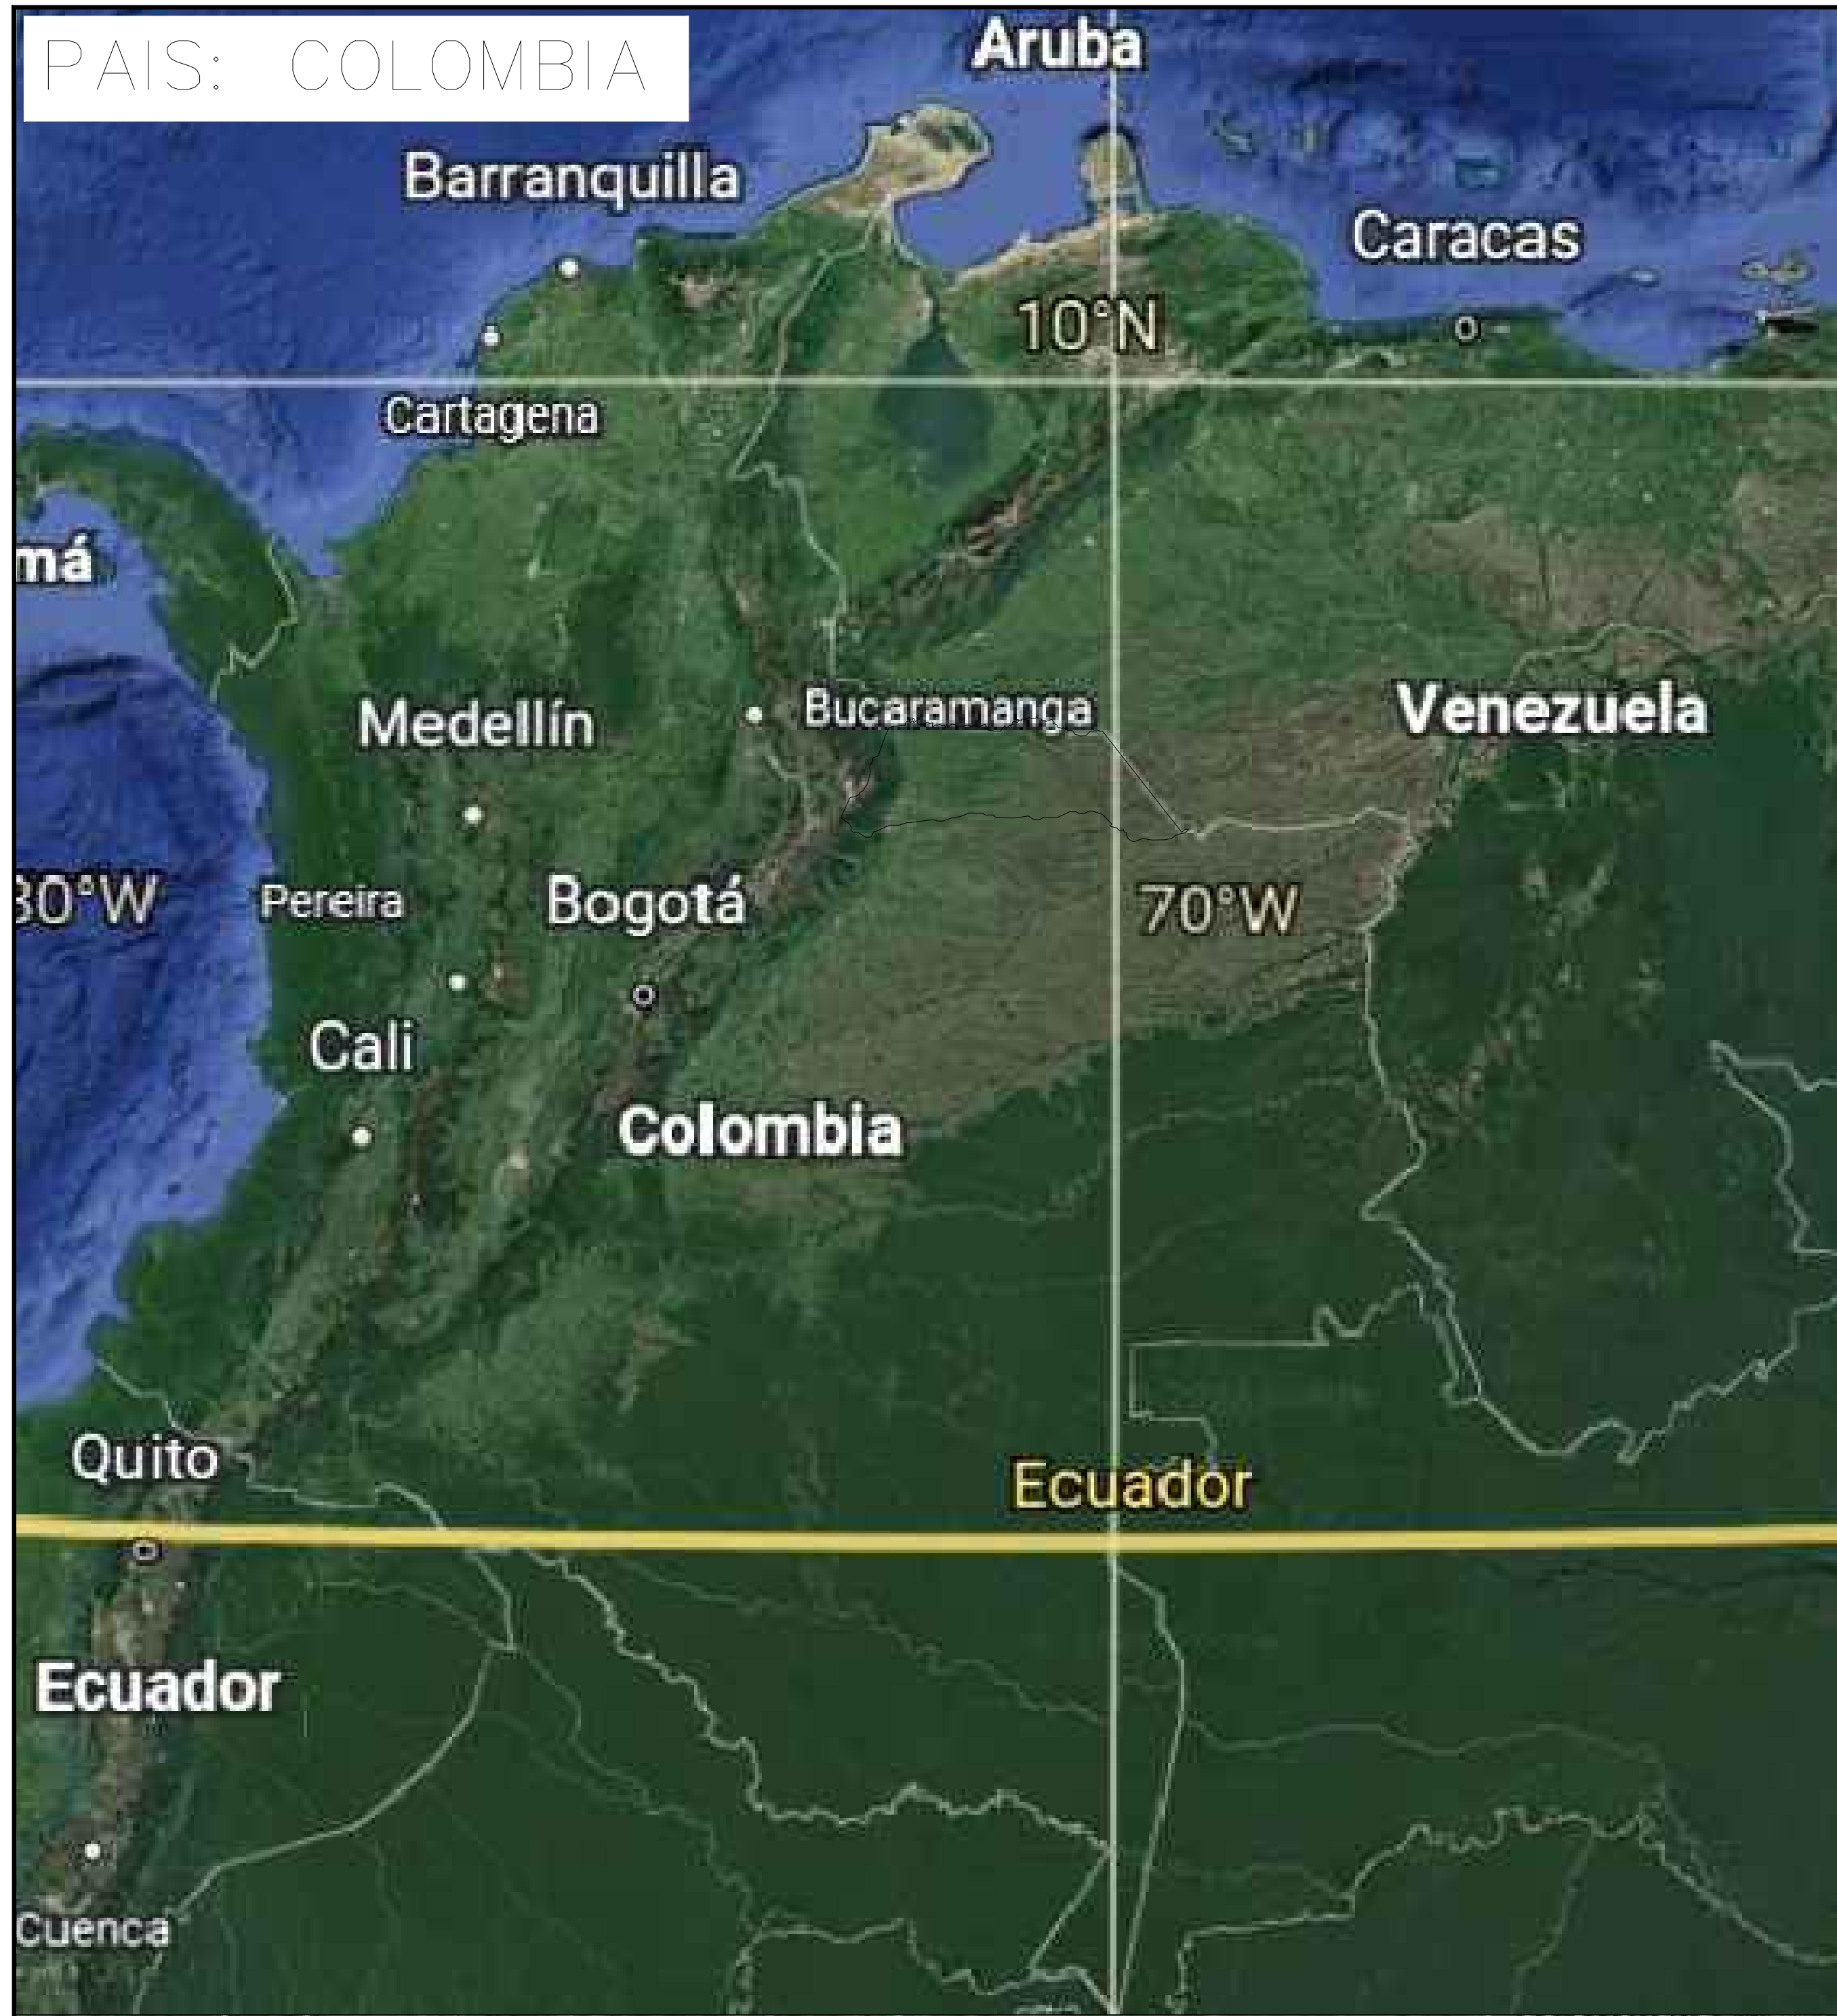 PAIS: COLOMBIA
Aruba
Barranquilla
Caracas
10°N
Cartagena
má
Medellín
Bucaramanga
Venezuela
30°W
Pereira
Bogotá
70°W
Cali
Colombia
Quito
Ecuador
Ecuador
Cuenca